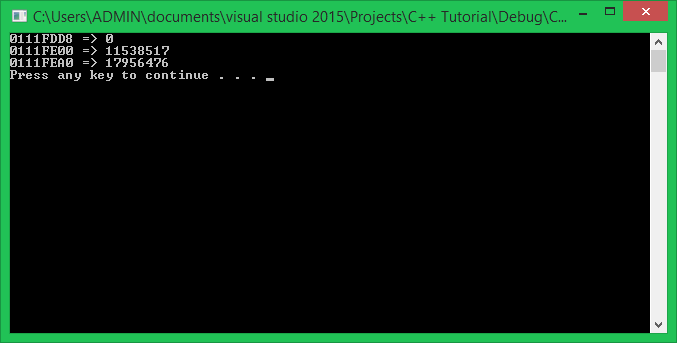 C:\Users\ADMIN\documents\visual studio 2015\Projects\C++ Tutorial\Debug\C...
0111FDD8 => 0
0111FE00 => 11538517
0111FEA0 => 17956476
Press any key to continue . . . _